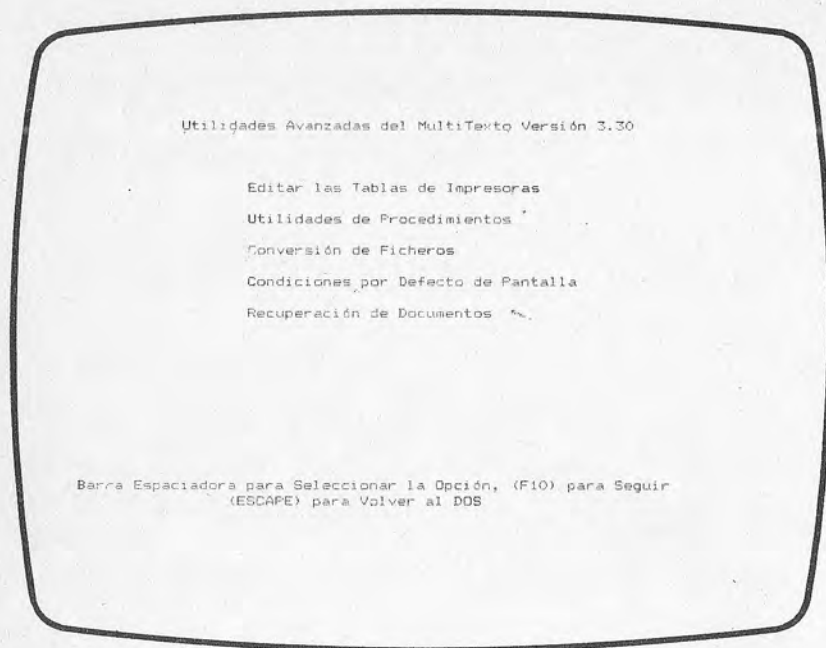 Utilidades Avanzadas del MultiTexto Versión 3.30
Editar las Tablas de Impresoras
Utilidades de Procedimientos
Conversión de Ficheros
Condiciones por Defecto de Pantalla
Recuperación de Documentos
Barra Espaciadora para Seleccionar la Opción, (F10) para Seguir
(ESCAPE) para Volver al DOS